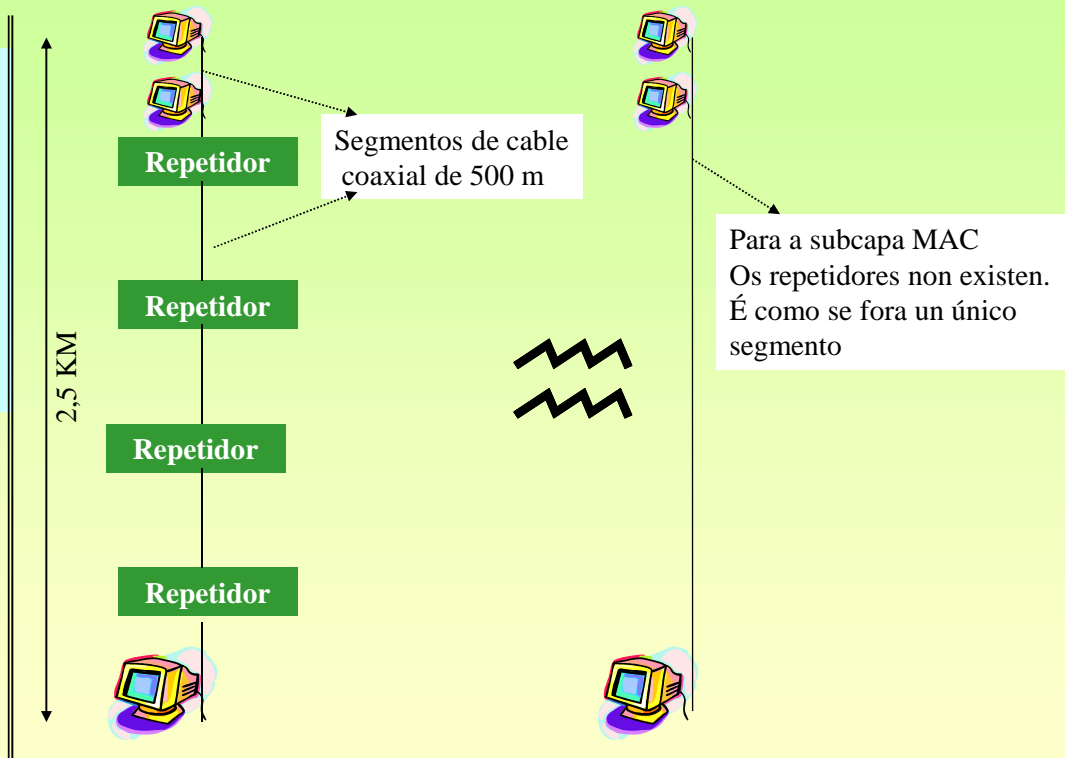 Repetidor
Segmentos de cable
coaxial de 500 m
Para a subcapa MAC
Os repetidores non existen.
É como se fora un único
segmento
Repetidor
2,5 KM
Repetidor
Repetidor